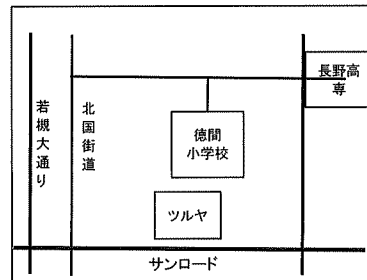 長野高
専
若槻大通り
北国街道
徳間
小学校
ツルヤ
サンロード